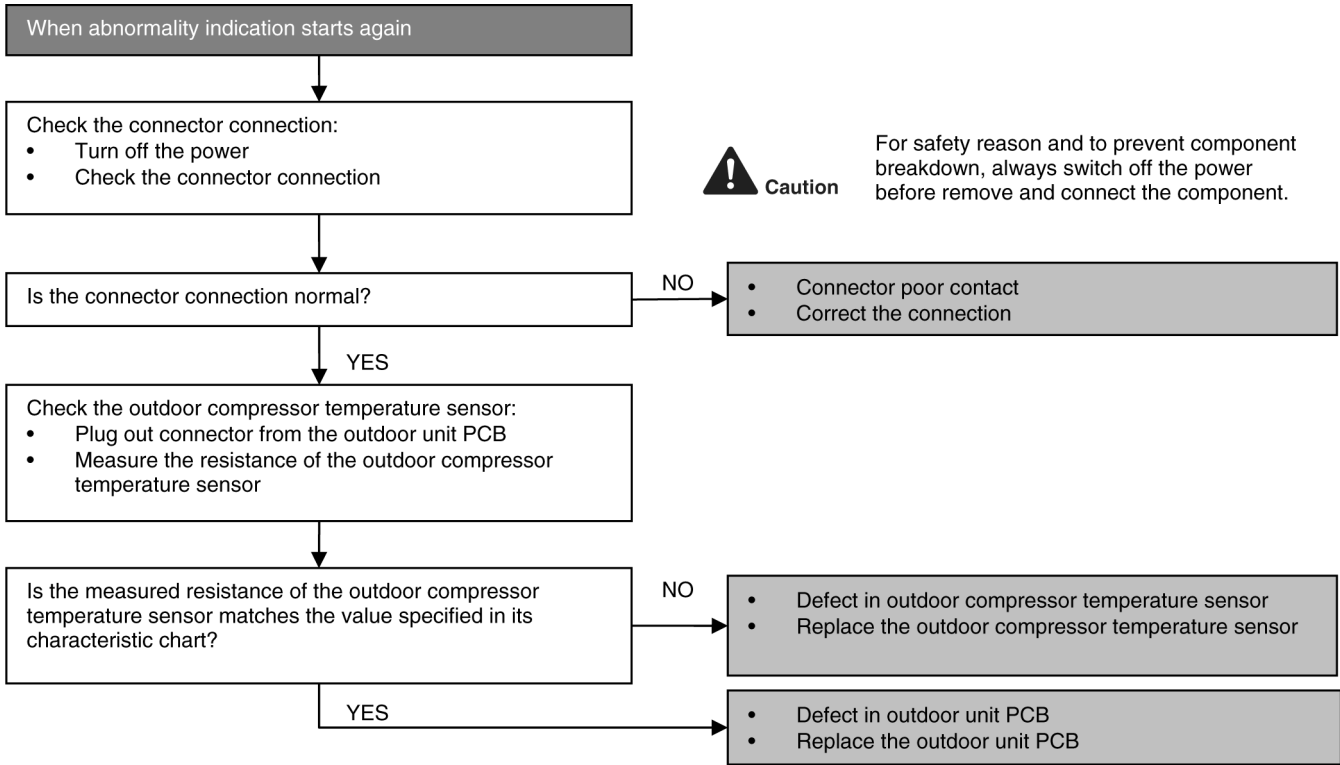 When abnormality indication starts again
Check the connector connection:
• Turn off the power
• Check the connector connection
Caution
For safety reason and to prevent component
breakdown, always switch off the power
before remove and connect the component.
Is the connector connection normal?
NO
• Connector poor contact
• Correct the connection
YES
Check the outdoor compressor temperature sensor:
• Plug out connector from the outdoor unit PCB
• Measure the resistance of the outdoor compressor
temperature sensor
Is the measured resistance of the outdoor compressor
temperature sensor matches the value specified in its
characteristic chart?
NO
• Defect in outdoor compressor temperature sensor
• Replace the outdoor compressor temperature sensor
YES
• Defect in outdoor unit PCB
• Replace the outdoor unit PCB